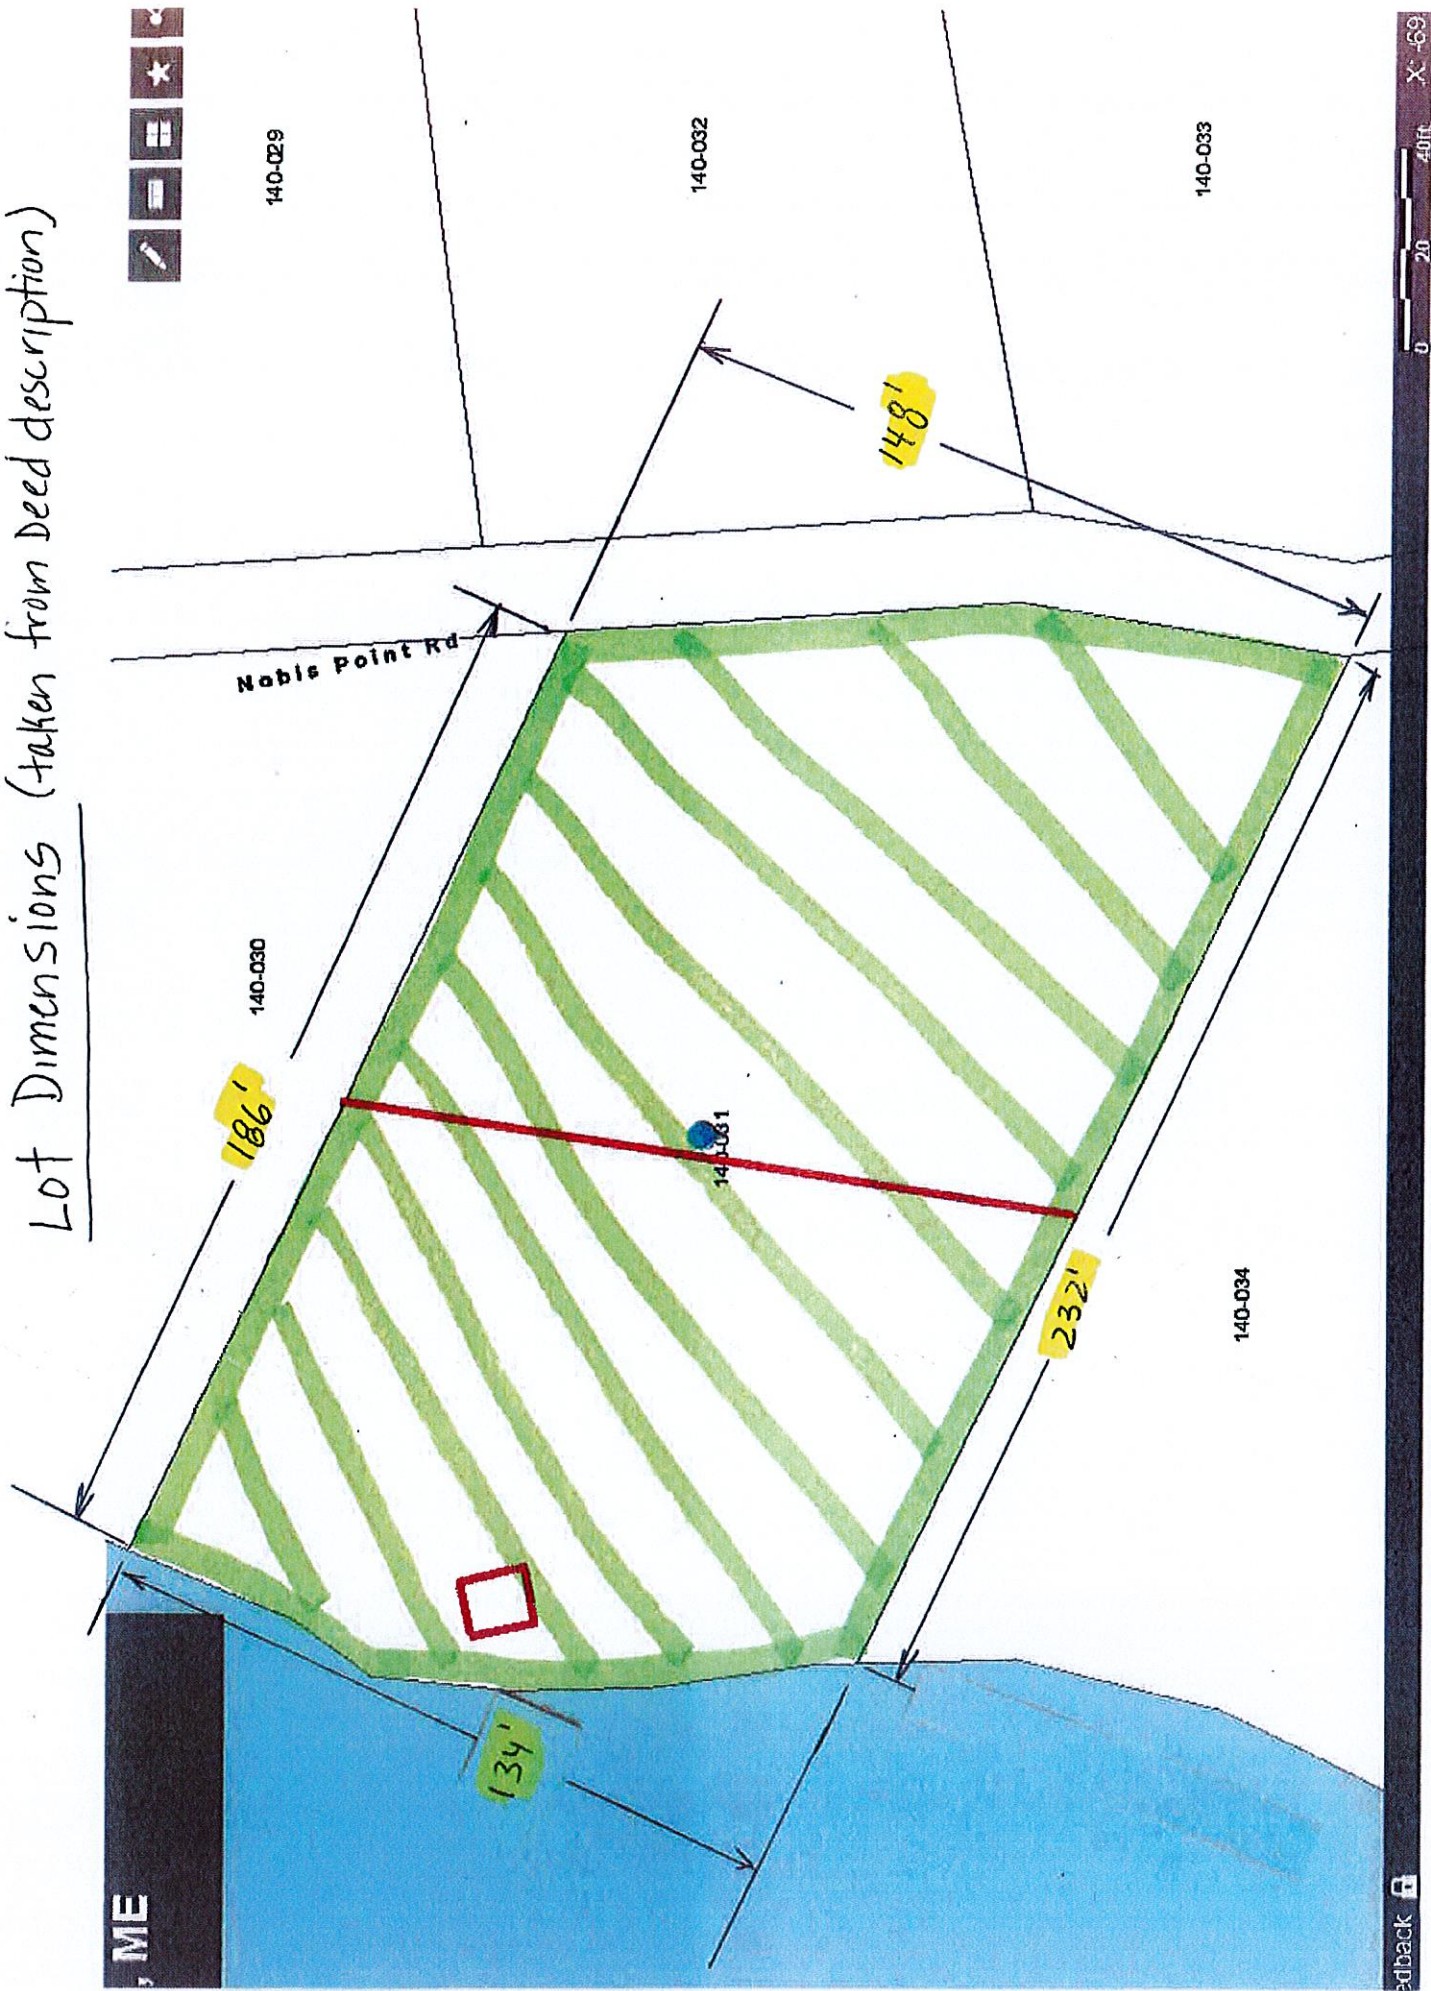 Lot Dimensions (taken from Deed description)
, ME
140-029
140-032
140-033
Nobis Point Rd
140-030
186'
148'
140-031
134'
232'
140-034
edback
0 20 40ft
X: -69.